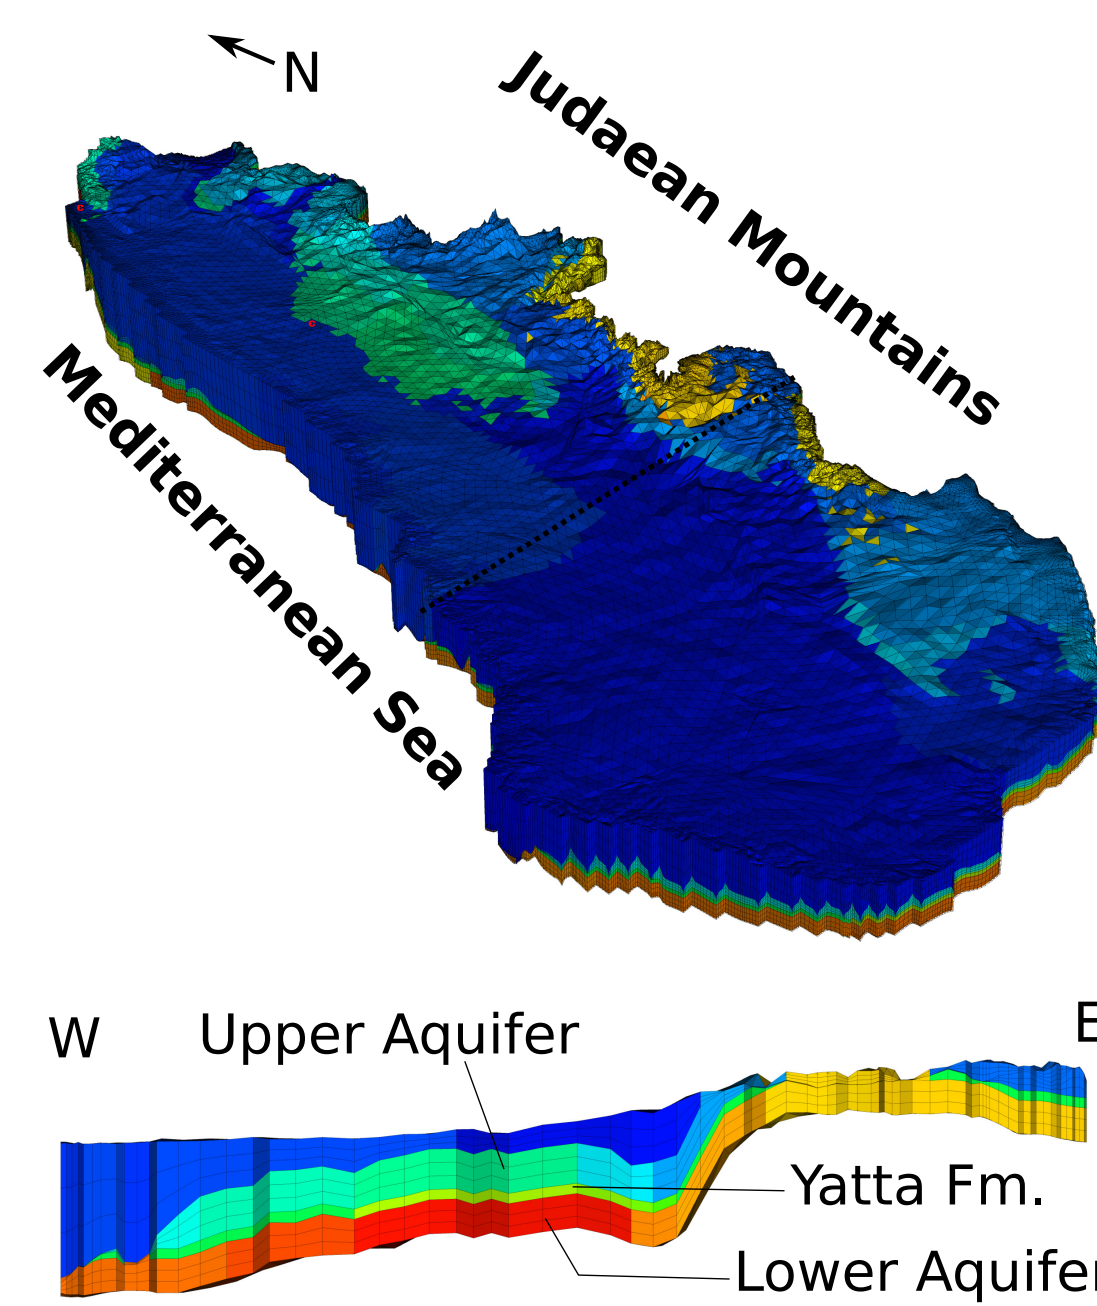 N
Judaean Mountains
c
c
Mediterranean Sea
W
E
Upper Aquifer
Yatta Fm.
Lower Aquifer